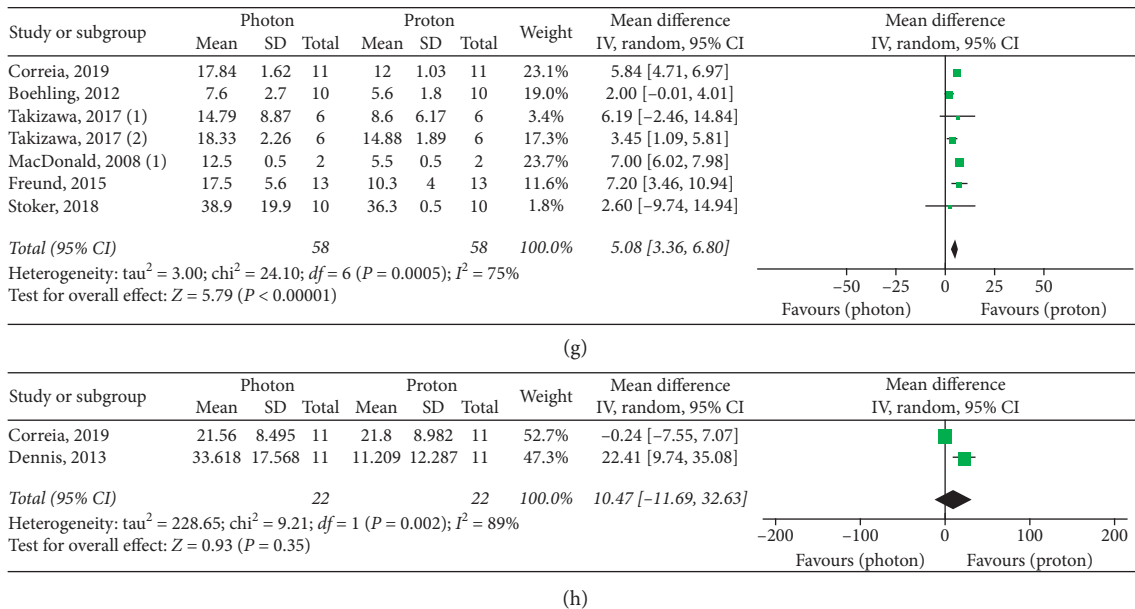 Study or subgroup Photon Proton Weight Mean difference Mean difference
Mean SD Total Mean SD Total IV, random, 95% CI IV, random, 95% CI
Correia, 2019 17.84 1.62 11 12 1.03 11 23.1% 5.84 [4.71, 6.97]
Boehling, 2012 7.6 2.7 10 5.6 1.8 10 19.0% 2.00 [–0.01, 4.01]
Takizawa, 2017 (1) 14.79 8.87 6 8.6 6.17 6 3.4% 6.19 [–2.46, 14.84]
Takizawa, 2017 (2) 18.33 2.26 6 14.88 1.89 6 17.3% 3.45 [1.09, 5.81]
MacDonald, 2008 (1) 12.5 0.5 2 5.5 0.5 2 23.7% 7.00 [6.02, 7.98]
Freund, 2015 17.5 5.6 13 10.3 4 13 11.6% 7.20 [3.46, 10.94]
Stoker, 2018 38.9 19.9 10 36.3 0.5 10 1.8% 2.60 [–9.74, 14.94]
Total (95% CI) 58 58 100.0% 5.08 [3.36, 6.80]
Heterogeneity: tau² = 3.00; chi² = 24.10; df = 6 (P = 0.0005); I² = 75%
Test for overall effect: Z = 5.79 (P < 0.00001)
–50 –25 0 25 50
Favours (photon) Favours (proton)
(g)
Study or subgroup Photon Proton Weight Mean difference Mean difference
Mean SD Total Mean SD Total IV, random, 95% CI IV, random, 95% CI
Correia, 2019 21.56 8.495 11 21.8 8.982 11 52.7% –0.24 [–7.55, 7.07]
Dennis, 2013 33.618 17.568 11 11.209 12.287 11 47.3% 22.41 [9.74, 35.08]
Total (95% CI) 22 22 100.0% 10.47 [–11.69, 32.63]
Heterogeneity: tau² = 228.65; chi² = 9.21; df = 1 (P = 0.002); I² = 89%
Test for overall effect: Z = 0.93 (P = 0.35)
–200 –100 0 100 200
Favours (photon) Favours (proton)
(h)